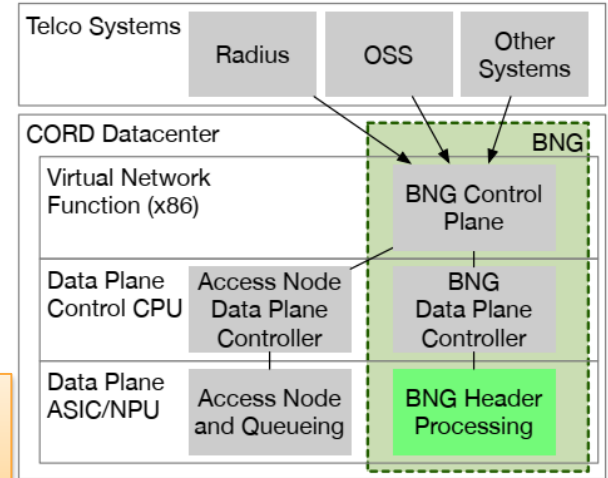 Telco Systems
Radius
OSS
Other
Systems
CORD Datacenter
BNG
Virtual Network
Function (x86)
BNG Control
Plane
Data Plane
Control CPU
Access Node
Data Plane
Controller
BNG
Data Plane
Controller
Data Plane
ASIC/NPU
Access Node
and Queueing
BNG Header
Processing